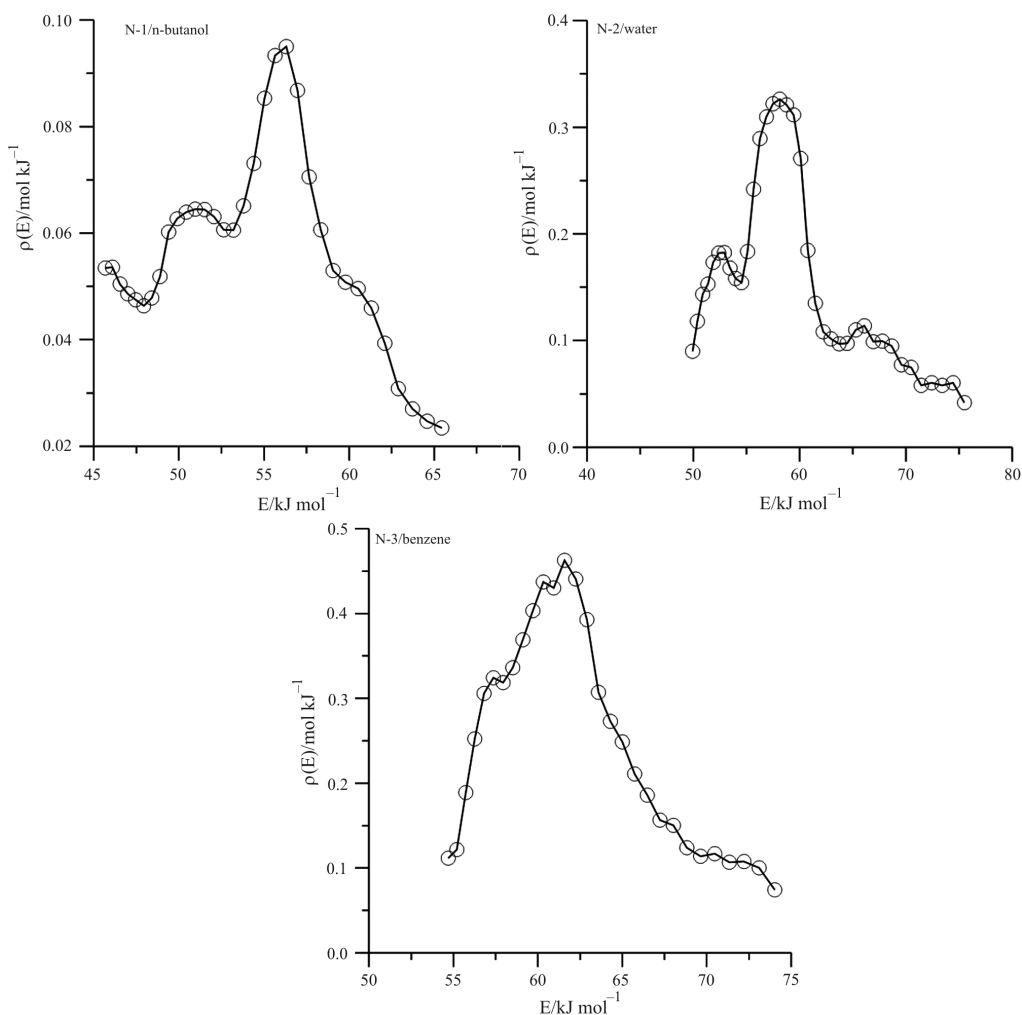 N-1/n-butanol
ρ(E)/mol kJ⁻¹
0.10
0.08
0.06
0.04
0.02
45 50 55 60 65 70
E/kJ mol⁻¹
N-2/water
ρ(E)/mol kJ⁻¹
0.4
0.3
0.2
0.1
0.0
40 50 60 70 80
E/kJ mol⁻¹
N-3/benzene
ρ(E)/mol kJ⁻¹
0.5
0.4
0.3
0.2
0.1
0.0
50 55 60 65 70 75
E/kJ mol⁻¹